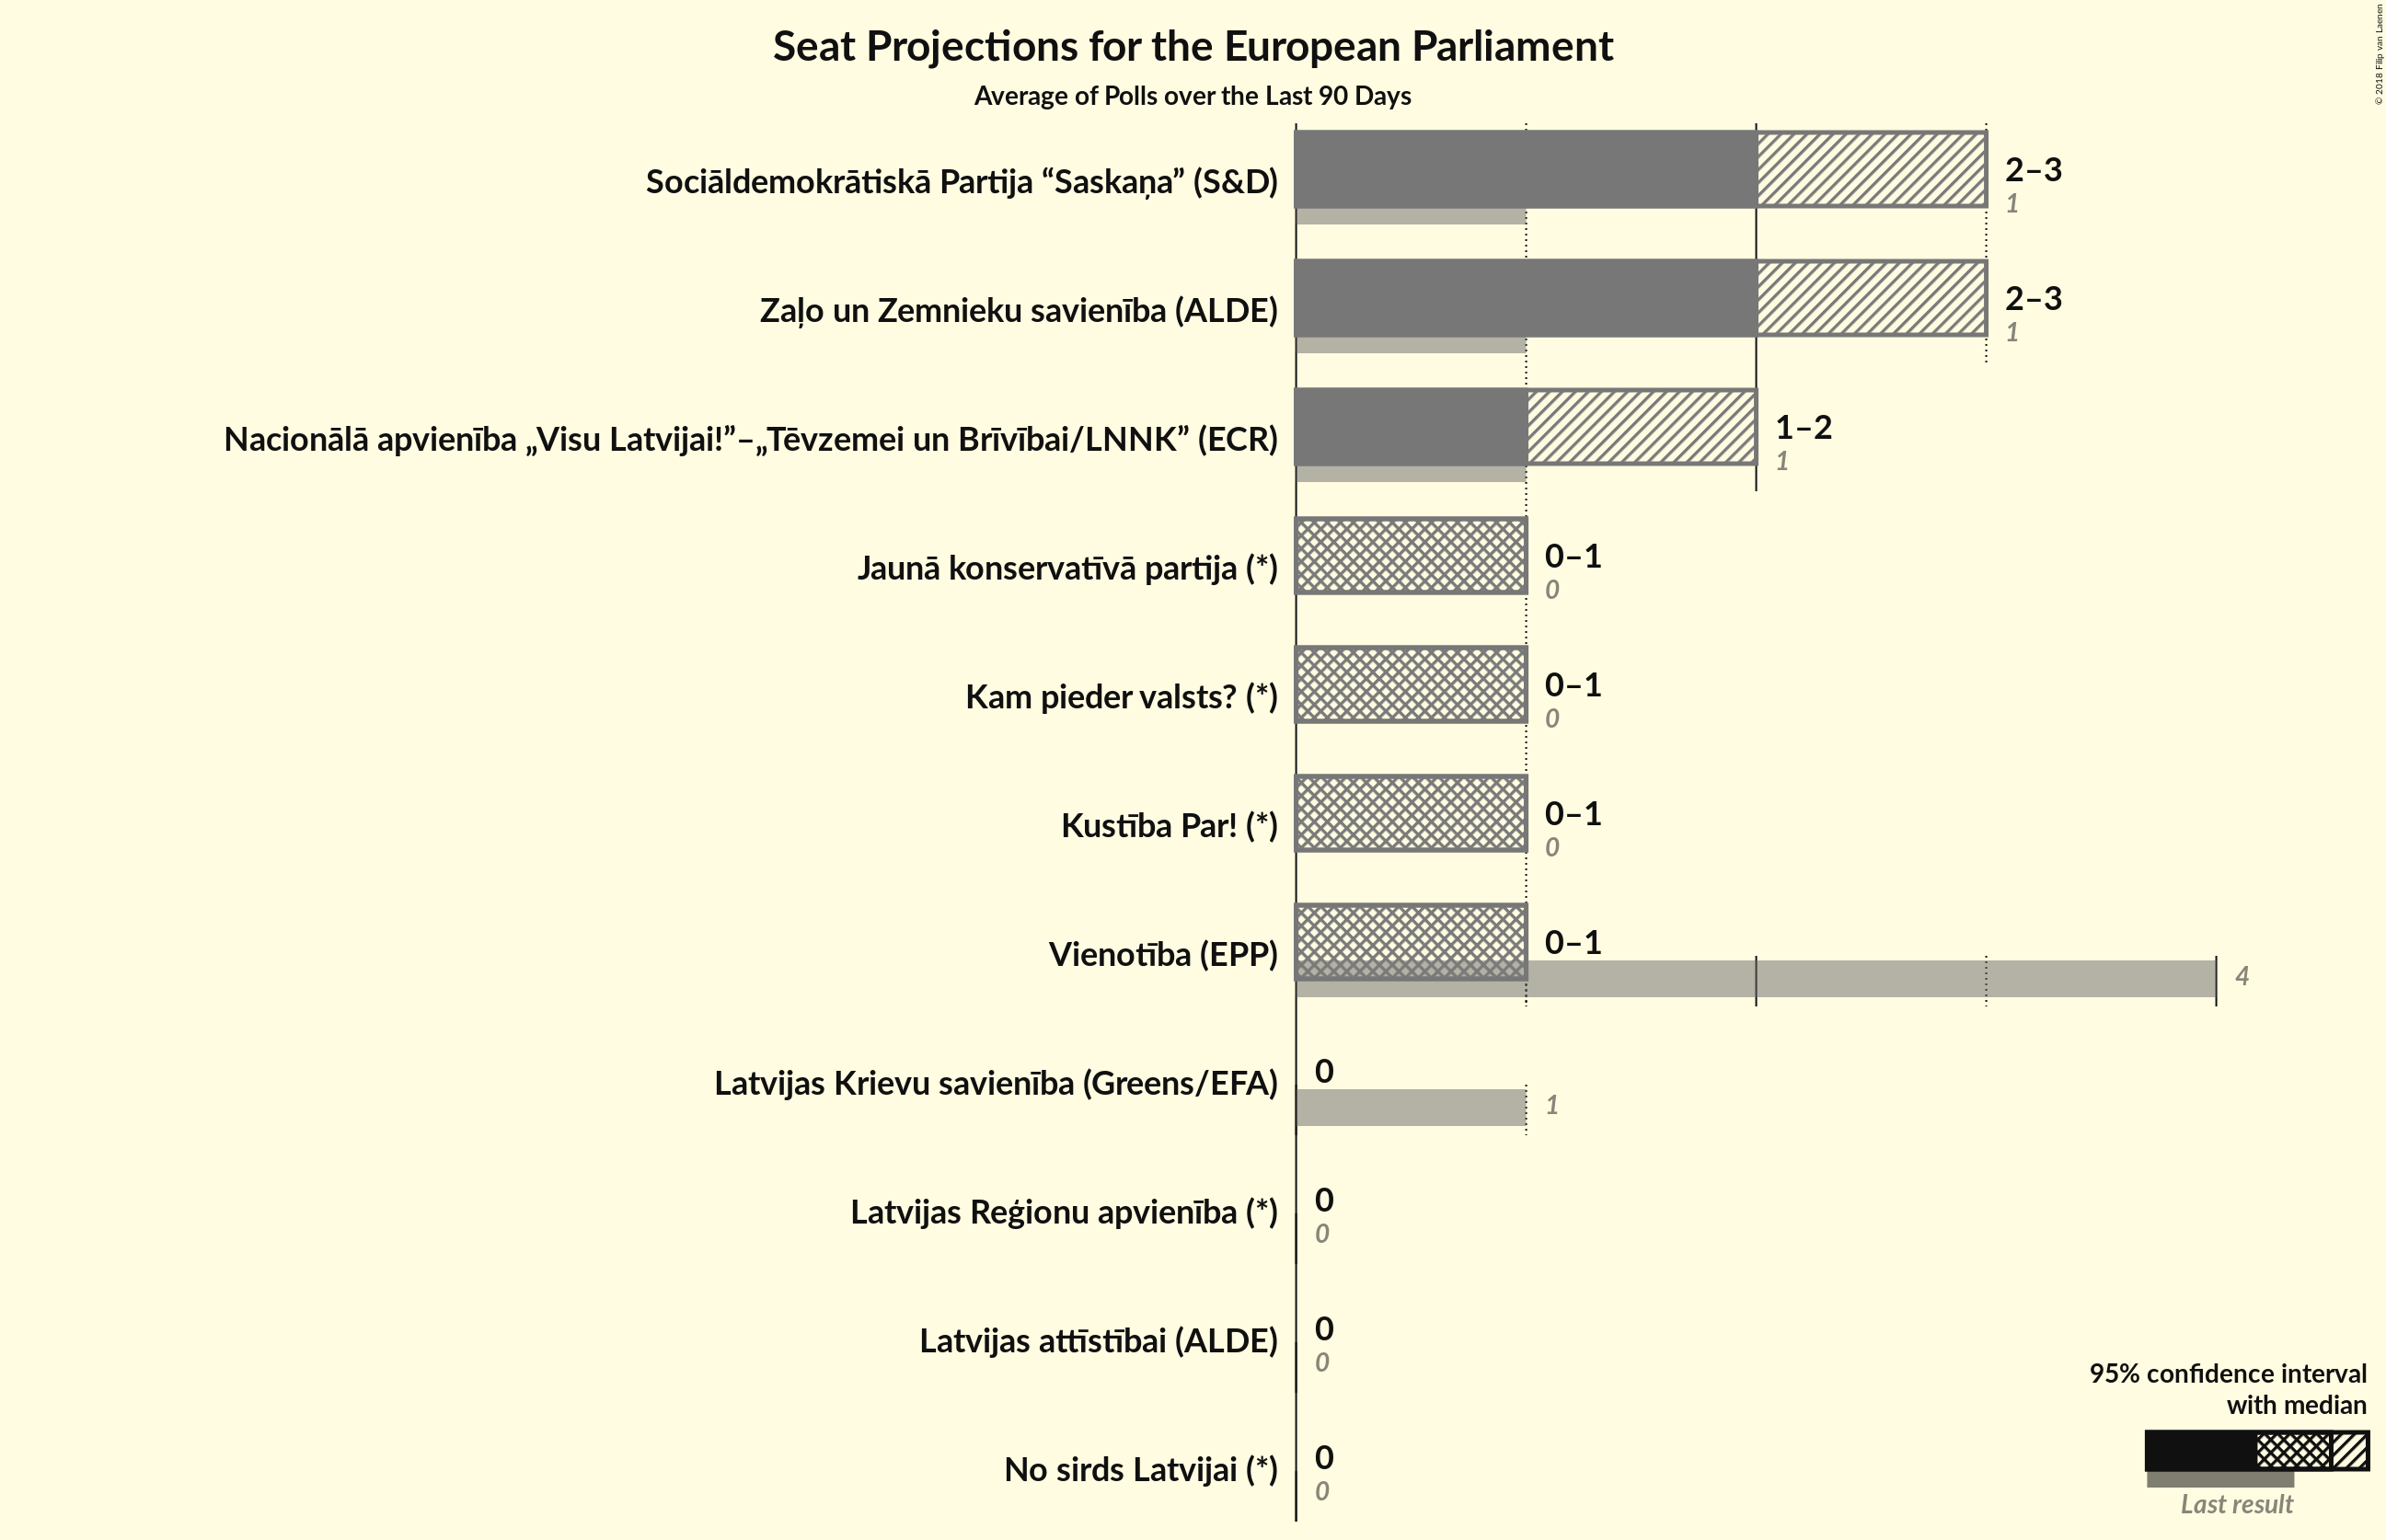 Seat Projections for the European Parliament
Average of Polls over the Last 90 Days
© 2018 Filip van Laenen
Sociāldemokrātiskā Partija “Saskaņa” (S&D)
2–3
1
Zaļo un Zemnieku savienība (ALDE)
2–3
1
Nacionālā apvienība „Visu Latvijai!”–„Tēvzemei un Brīvībai/LNNK” (ECR)
1–2
1
Jaunā konservatīvā partija (*)
0–1
0
Kam pieder valsts? (*)
0–1
0
Kustība Par! (*)
0–1
0
Vienotība (EPP)
0–1
4
Latvijas Krievu savienība (Greens/EFA)
0
1
Latvijas Reģionu apvienība (*)
0
0
Latvijas attīstībai (ALDE)
0
0
No sirds Latvijai (*)
0
0
95% confidence interval
with median
Last result